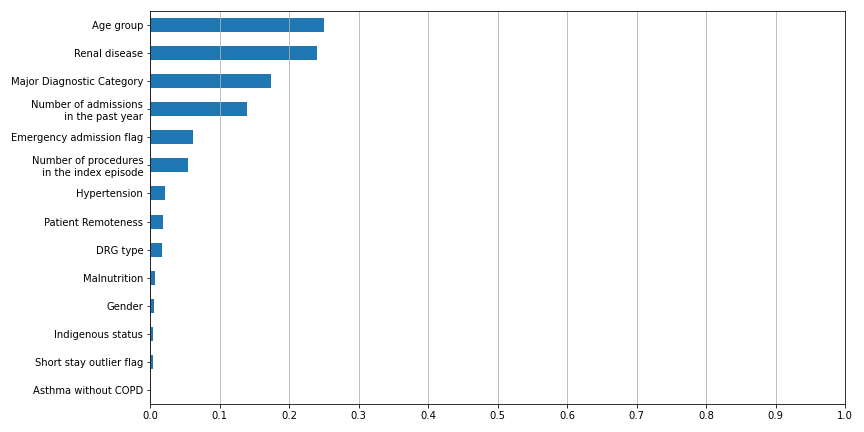 Age group
Renal disease
Major Diagnostic Category
Number of admissions
in the past year
Emergency admission flag
Number of procedures
in the index episode
Hypertension
Patient Remoteness
DRG type
Malnutrition
Gender
Indigenous status
Short stay outlier flag
Asthma without COPD
0.0 0.1 0.2 0.3 0.4 0.5 0.6 0.7 0.8 0.9 1.0